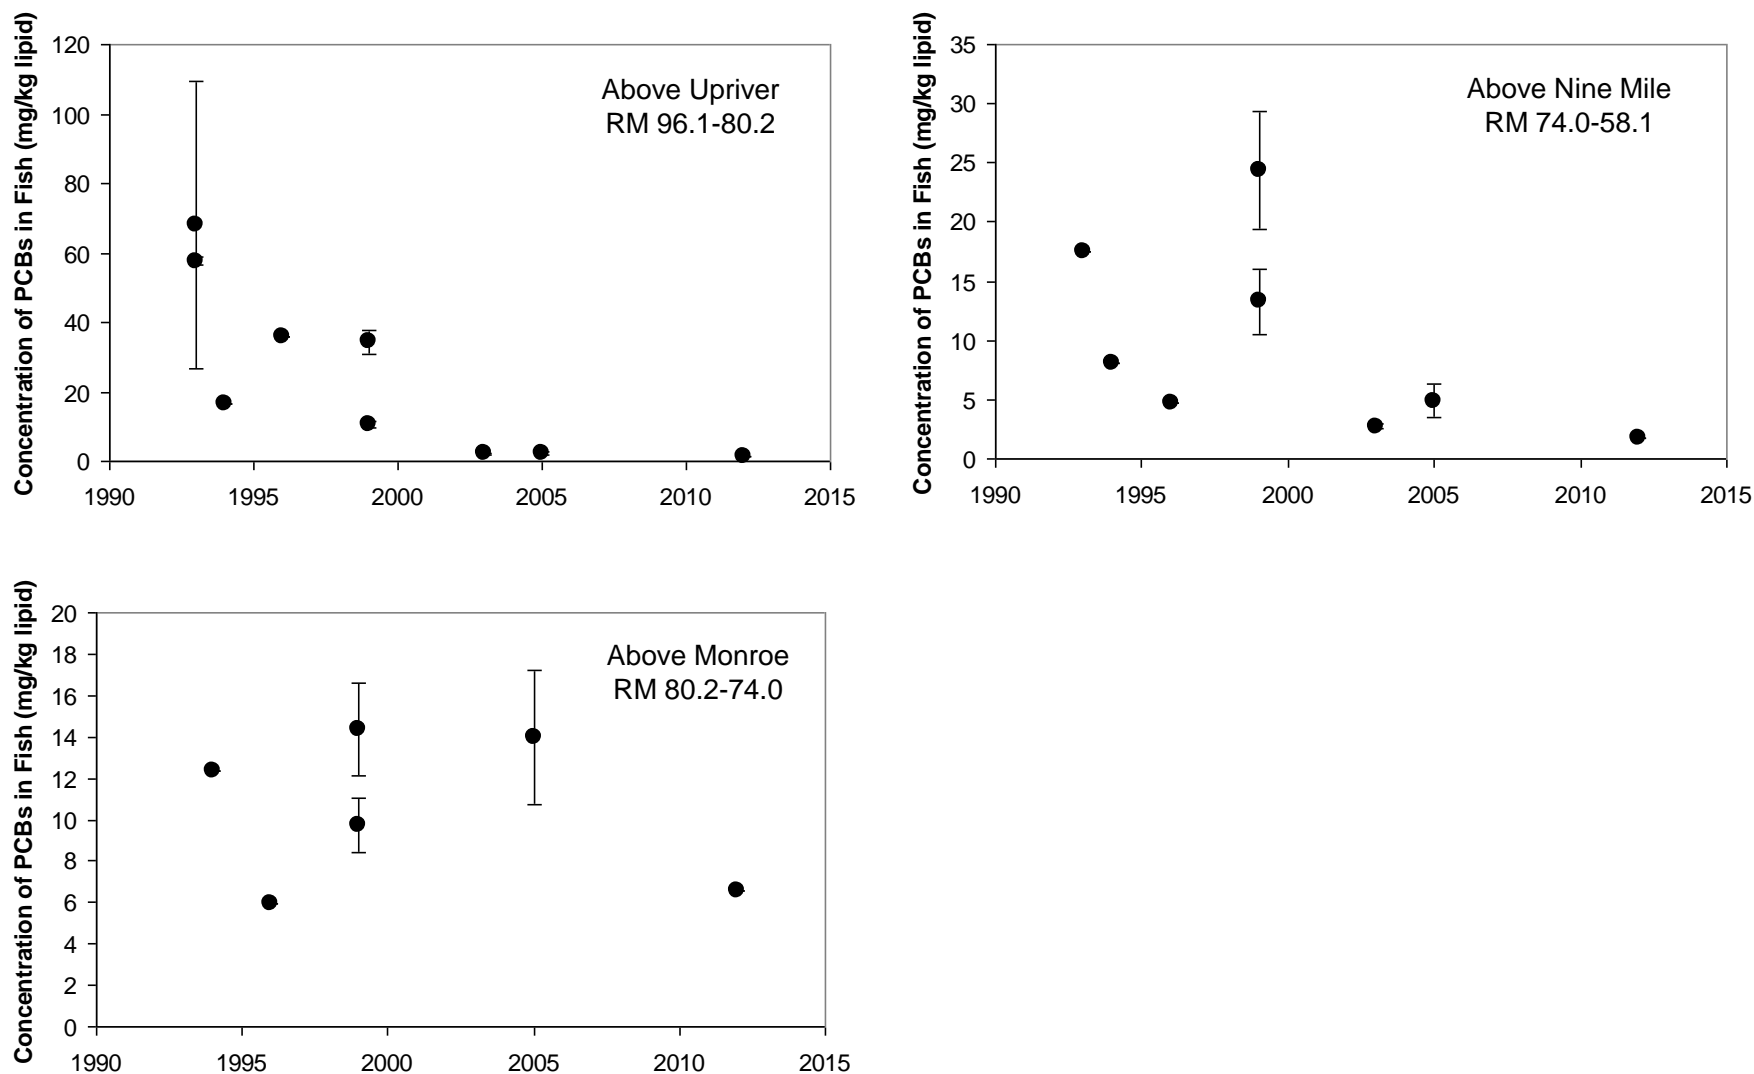 Concentration of PCBs in Fish (mg/kg lipid)
120
100
80
60
40
20
0
1990 1995 2000 2005 2010 2015
Above Upriver
RM 96.1-80.2
Concentration of PCBs in Fish (mg/kg lipid)
35
30
25
20
15
10
5
0
1990 1995 2000 2005 2010 2015
Above Nine Mile
RM 74.0-58.1
Concentration of PCBs in Fish (mg/kg lipid)
20
18
16
14
12
10
8
6
4
2
0
1990 1995 2000 2005 2010 2015
Above Monroe
RM 80.2-74.0